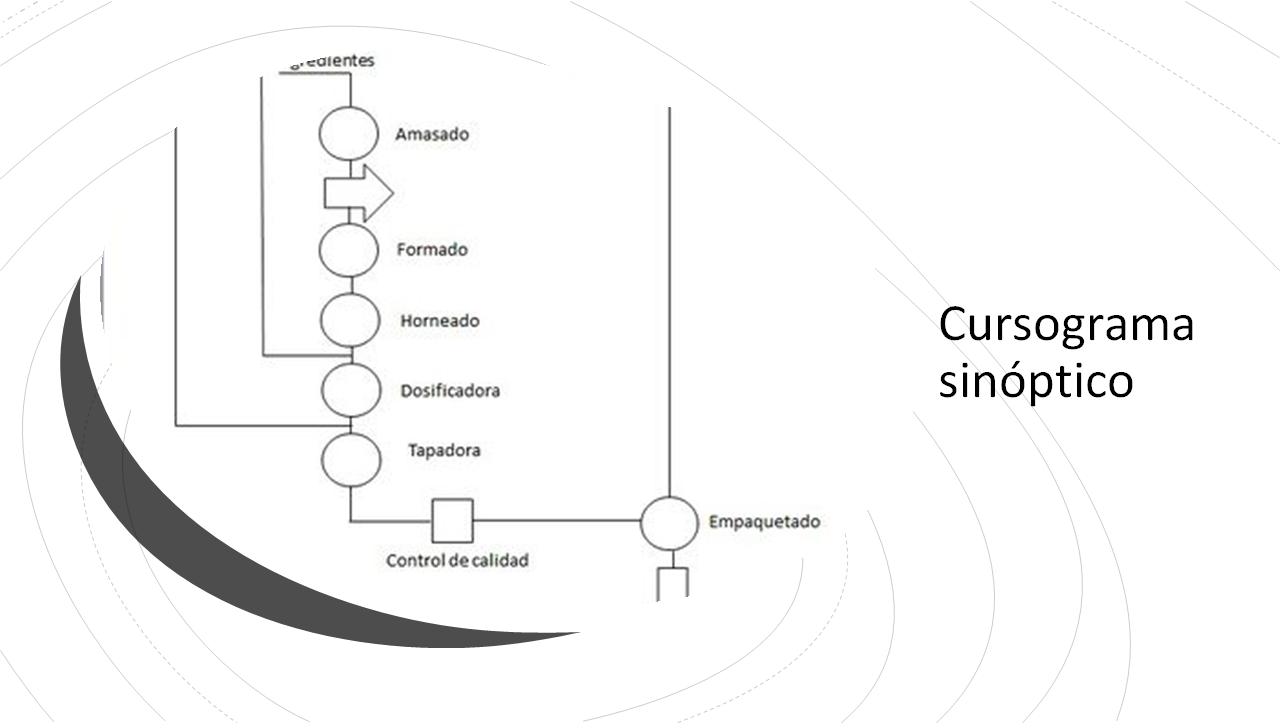 Amasado
Formado
Horneado
Dosificadora
Tapadora
Control de calidad
Empaquetado
Cursograma
sinóptico